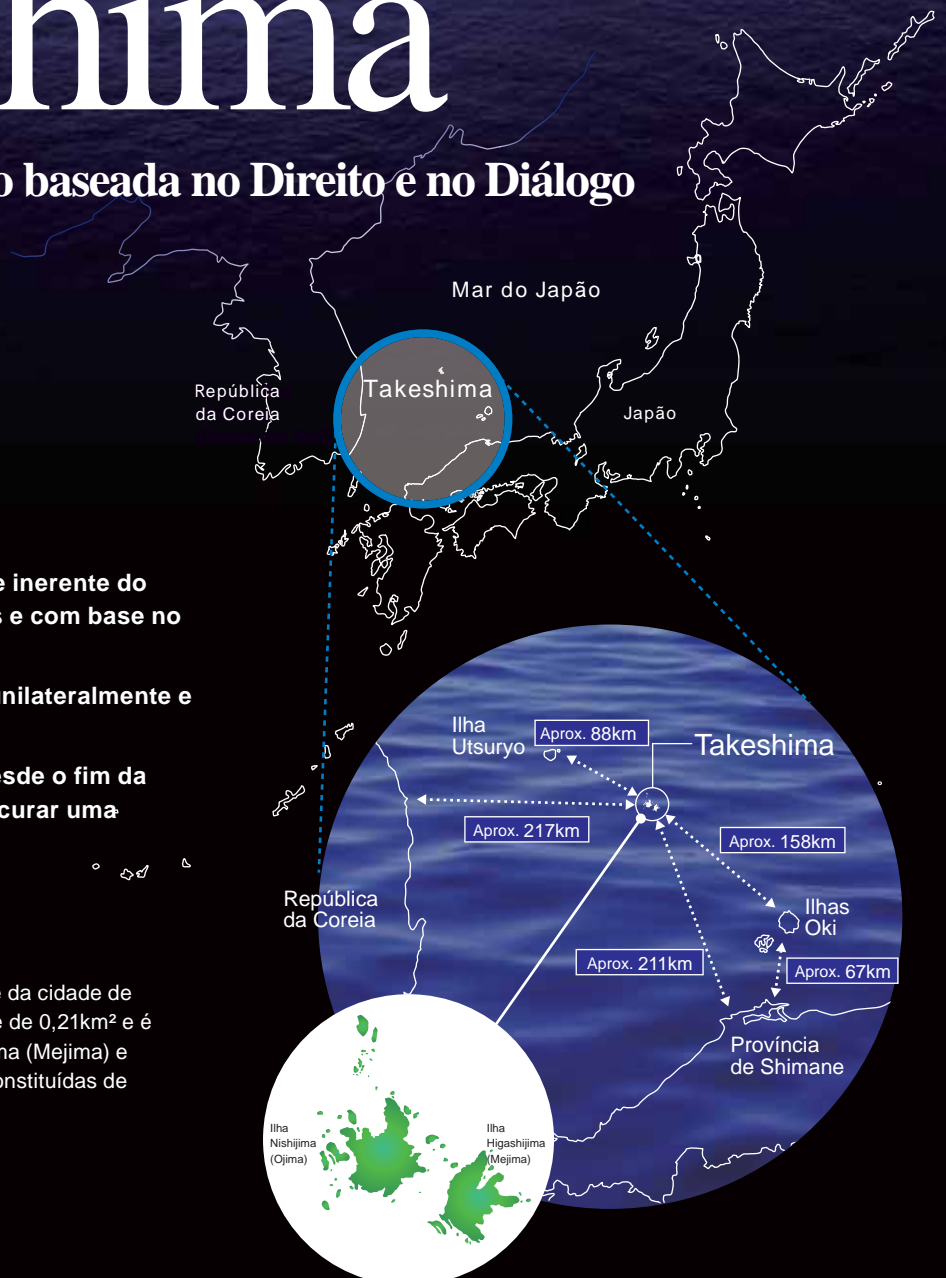 hima
o baseada no Direito e no Diálogo
Mar do Japão
República
da Coreia
Takeshima
Japão
e inerente do
s e com base no
unilateralmente e
esde o fim da
curar uma
Ilha
Utsuryo
Aprox. 88km
Takeshima
Aprox. 217km
Aprox. 158km
República
da Coreia
Ilhas
Oki
Aprox. 211km
Aprox. 67km
Província
de Shimane
e da cidade de
e de 0,21km² e é
ma (Mejima) e
onstituídas de
Ilha
Nishijima
(Ojima)
Ilha
Higashijima
(Mejima)